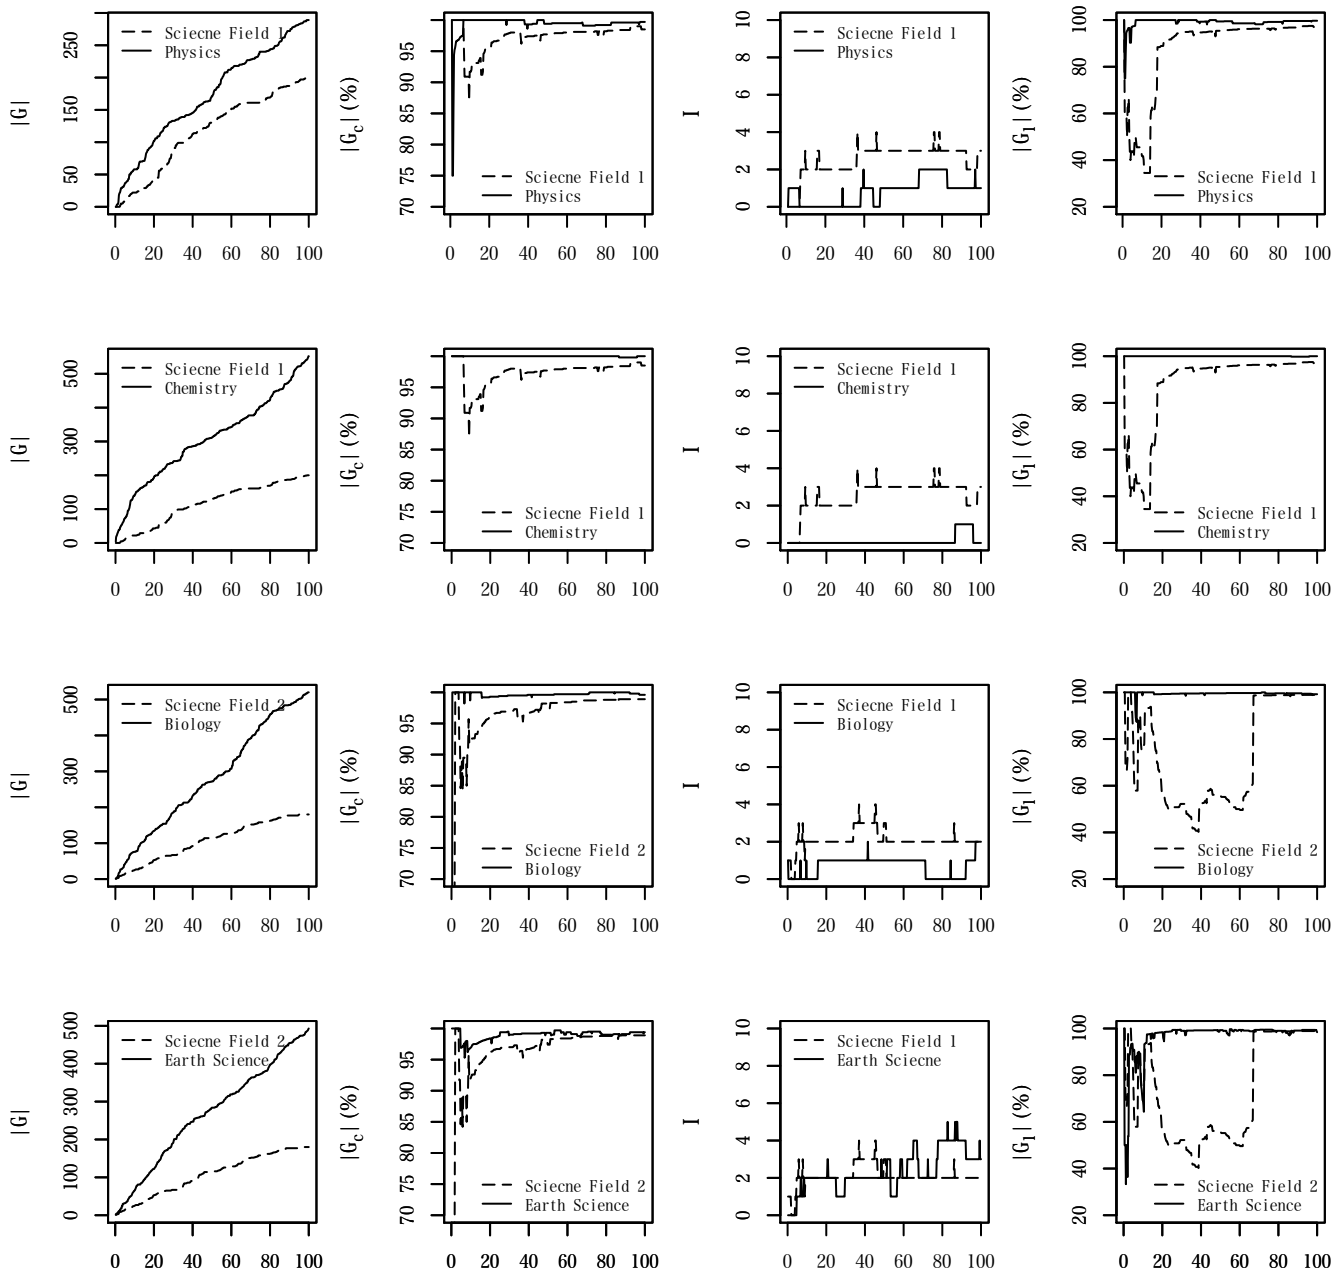 |G|
250
150
50
0
Sciecne Field 1
Physics
0 20 40 60 80 100
|Gc| (%)
95
90
85
80
75
70
Sciecne Field 1
Physics
0 20 40 60 80 100
I
10
8
6
4
2
0
Sciecne Field 1
Physics
0 20 40 60 80 100
|Gl| (%)
100
80
60
40
20
Sciecne Field 1
Physics
0 20 40 60 80 100
|G|
500
300
100
0
Sciecne Field 1
Chemistry
0 20 40 60 80 100
|Gc| (%)
95
90
85
80
75
70
Sciecne Field 1
Chemistry
0 20 40 60 80 100
I
10
8
6
4
2
0
Sciecne Field 1
Chemistry
0 20 40 60 80 100
|Gl| (%)
100
80
60
40
20
Sciecne Field 1
Chemistry
0 20 40 60 80 100
|G|
500
300
100
0
Sciecne Field 2
Biology
0 20 40 60 80 100
|Gc| (%)
95
90
85
80
75
70
Sciecne Field 2
Biology
0 20 40 60 80 100
I
10
8
6
4
2
0
Sciecne Field 1
Biology
0 20 40 60 80 100
|Gl| (%)
100
80
60
40
20
Sciecne Field 2
Biology
0 20 40 60 80 100
|G|
500
400
300
200
100
0
Sciecne Field 2
Earth Science
0 20 40 60 80 100
|Gc| (%)
95
90
85
80
75
70
Sciecne Field 2
Earth Science
0 20 40 60 80 100
I
10
8
6
4
2
0
Sciecne Field 1
Earth Sciecne
0 20 40 60 80 100
|Gl| (%)
100
80
60
40
20
Sciecne Field 2
Earth Science
0 20 40 60 80 100